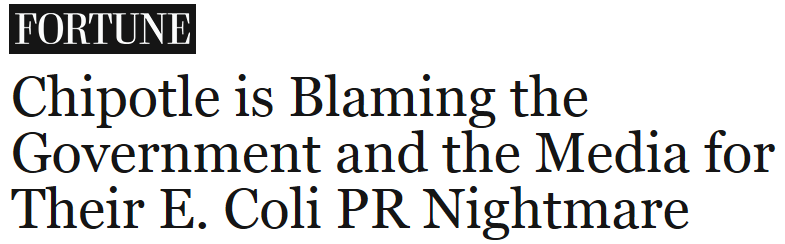 FORTUNE
Chipotle is Blaming the
Government and the Media for
Their E. Coli PR Nightmare